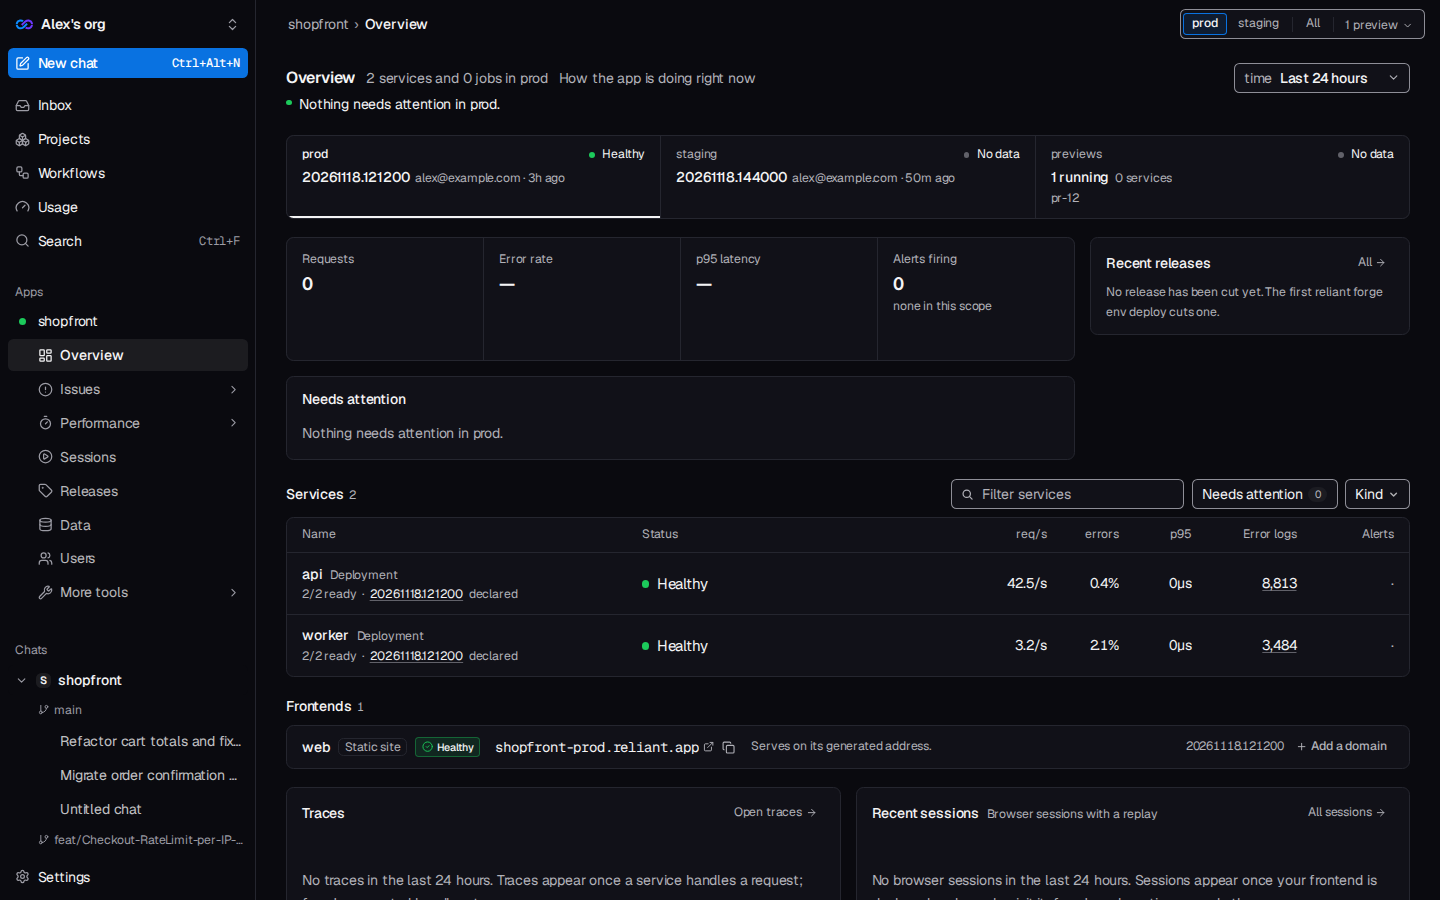 Alex's org
New chat Ctrl+Alt+N
Inbox
Projects
Workflows
Usage
Search Ctrl+F
Apps
shopfront
Overview
Issues
Performance
Sessions
Releases
Data
Users
More tools
Chats
S shopfront
main
Refactor cart totals and fix…
Migrate order confirmation …
Untitled chat
feat/Checkout-RateLimit-per-IP-…
Settings
shopfront › Overview
prod staging All 1 preview
Overview 2 services and 0 jobs in prod How the app is doing right now
time Last 24 hours
Nothing needs attention in prod.
prod Healthy
20261118.121200 alex@example.com · 3h ago
staging No data
20261118.144000 alex@example.com · 50m ago
previews No data
1 running 0 services
pr-12
Requests
0
Error rate
—
p95 latency
—
Alerts firing
0
none in this scope
Recent releases All →
No release has been cut yet. The first reliant forge
env deploy cuts one.
Needs attention
Nothing needs attention in prod.
Services 2
Filter services
Needs attention 0
Kind
Name Status req/s errors p95 Error logs Alerts
api Deployment
2/2 ready · 20261118.121200 declared
Healthy 42.5/s 0.4% 0µs 8,813 ·
worker Deployment
2/2 ready · 20261118.121200 declared
Healthy 3.2/s 2.1% 0µs 3,484 ·
Frontends 1
web Static site Healthy shopfront-prod.reliant.app Serves on its generated address. 20261118.121200 + Add a domain
Traces Open traces →
No traces in the last 24 hours. Traces appear once a service handles a request;
Recent sessions Browser sessions with a replay All sessions →
No browser sessions in the last 24 hours. Sessions appear once your frontend is